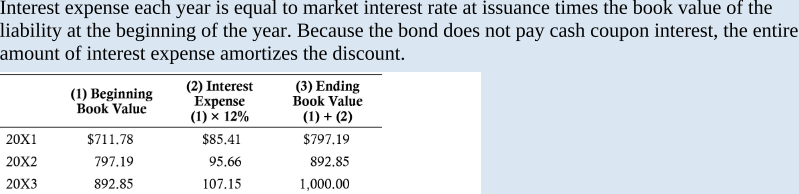 Interest expense each year is equal to market interest rate at issuance times the book value of the
liability at the beginning of the year. Because the bond does not pay cash coupon interest, the entire
amount of interest expense amortizes the discount.
(1) Beginning Book Value (2) Interest Expense (1) × 12% (3) Ending Book Value (1) + (2)
20X1 $711.78 $85.41 $797.19
20X2 797.19 95.66 892.85
20X3 892.85 107.15 1,000.00